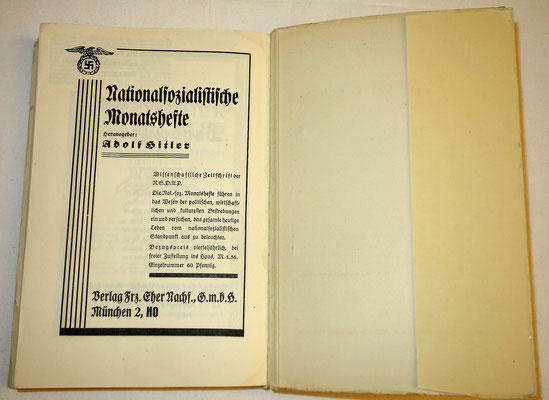 Nationalsozialistische
Monatshefte
Herausgeber:
Adolf Hitler
Wissenschaftliche Zeitschrift der
N.S.D.A.P.
Die Nat.-soz. Monatshefte führen in
das Wesen der politischen, wirtschaft-
lichen und kulturellen Bestrebungen
ein und versuchen, das gesamte heutige
Leben vom nationalsozialistischen
Standpunkt aus zu beleuchten.
Bezugspreis vierteljährlich, bei
freier Zustellung ins Haus, M. 1.56.
Einzelnummer 60 Pfennig.
Verlag Frz. Eher Nachf., G.m.b.H.
München 2, NO